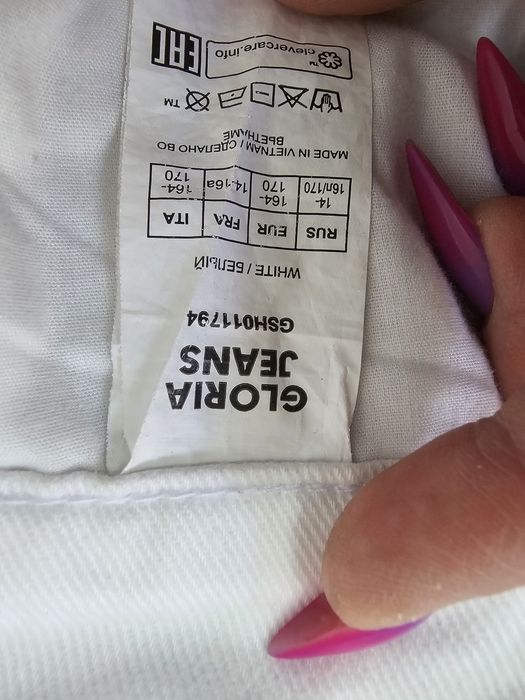 GLORIA
JEANS
GSH011794
WHITE / БЕЛЫЙ
RUS EUR FRA ITA
14-16л/170 164-170 14-16a 164-170
MADE IN VIETNAM / СДЕЛАНО ВО
ВЬЕТНАМЕ
TM
clevercare.info TM
EAC